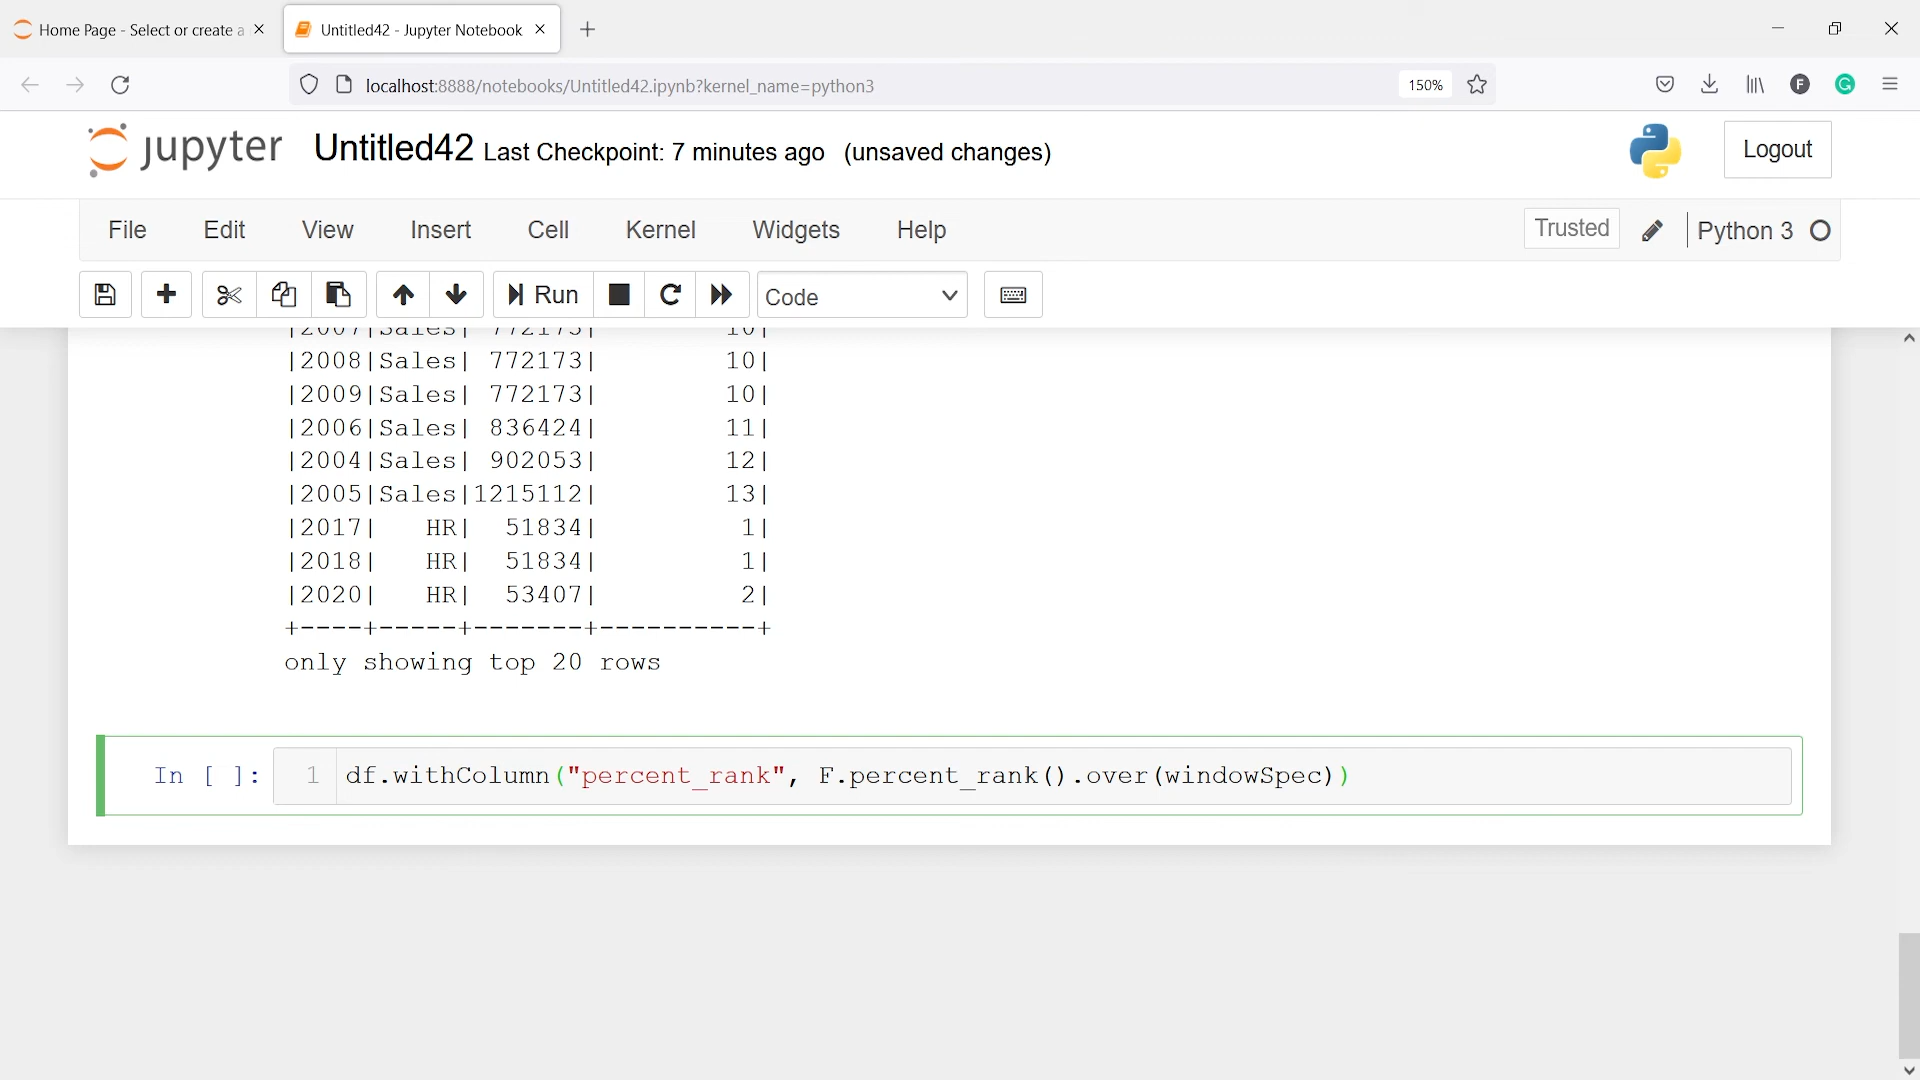 Home Page - Select or create a
Untitled42 - Jupyter Notebook
localhost:8888/notebooks/Untitled42.ipynb?kernel_name=python3
150%
F
G
jupyter Untitled42 Last Checkpoint: 7 minutes ago (unsaved changes)
Logout
File Edit View Insert Cell Kernel Widgets Help
Trusted
Python 3
Run
Code
|2007|Sales| 772173|        10|
|2008|Sales| 772173|        10|
|2009|Sales| 772173|        10|
|2006|Sales| 836424|        11|
|2004|Sales| 902053|        12|
|2005|Sales|1215112|        13|
|2017|   HR|  51834|         1|
|2018|   HR|  51834|         1|
|2020|   HR|  53407|         2|
+----+-----+-------+----------+
only showing top 20 rows
In [ ]: 1 df.withColumn("percent_rank", F.percent_rank().over(windowSpec))